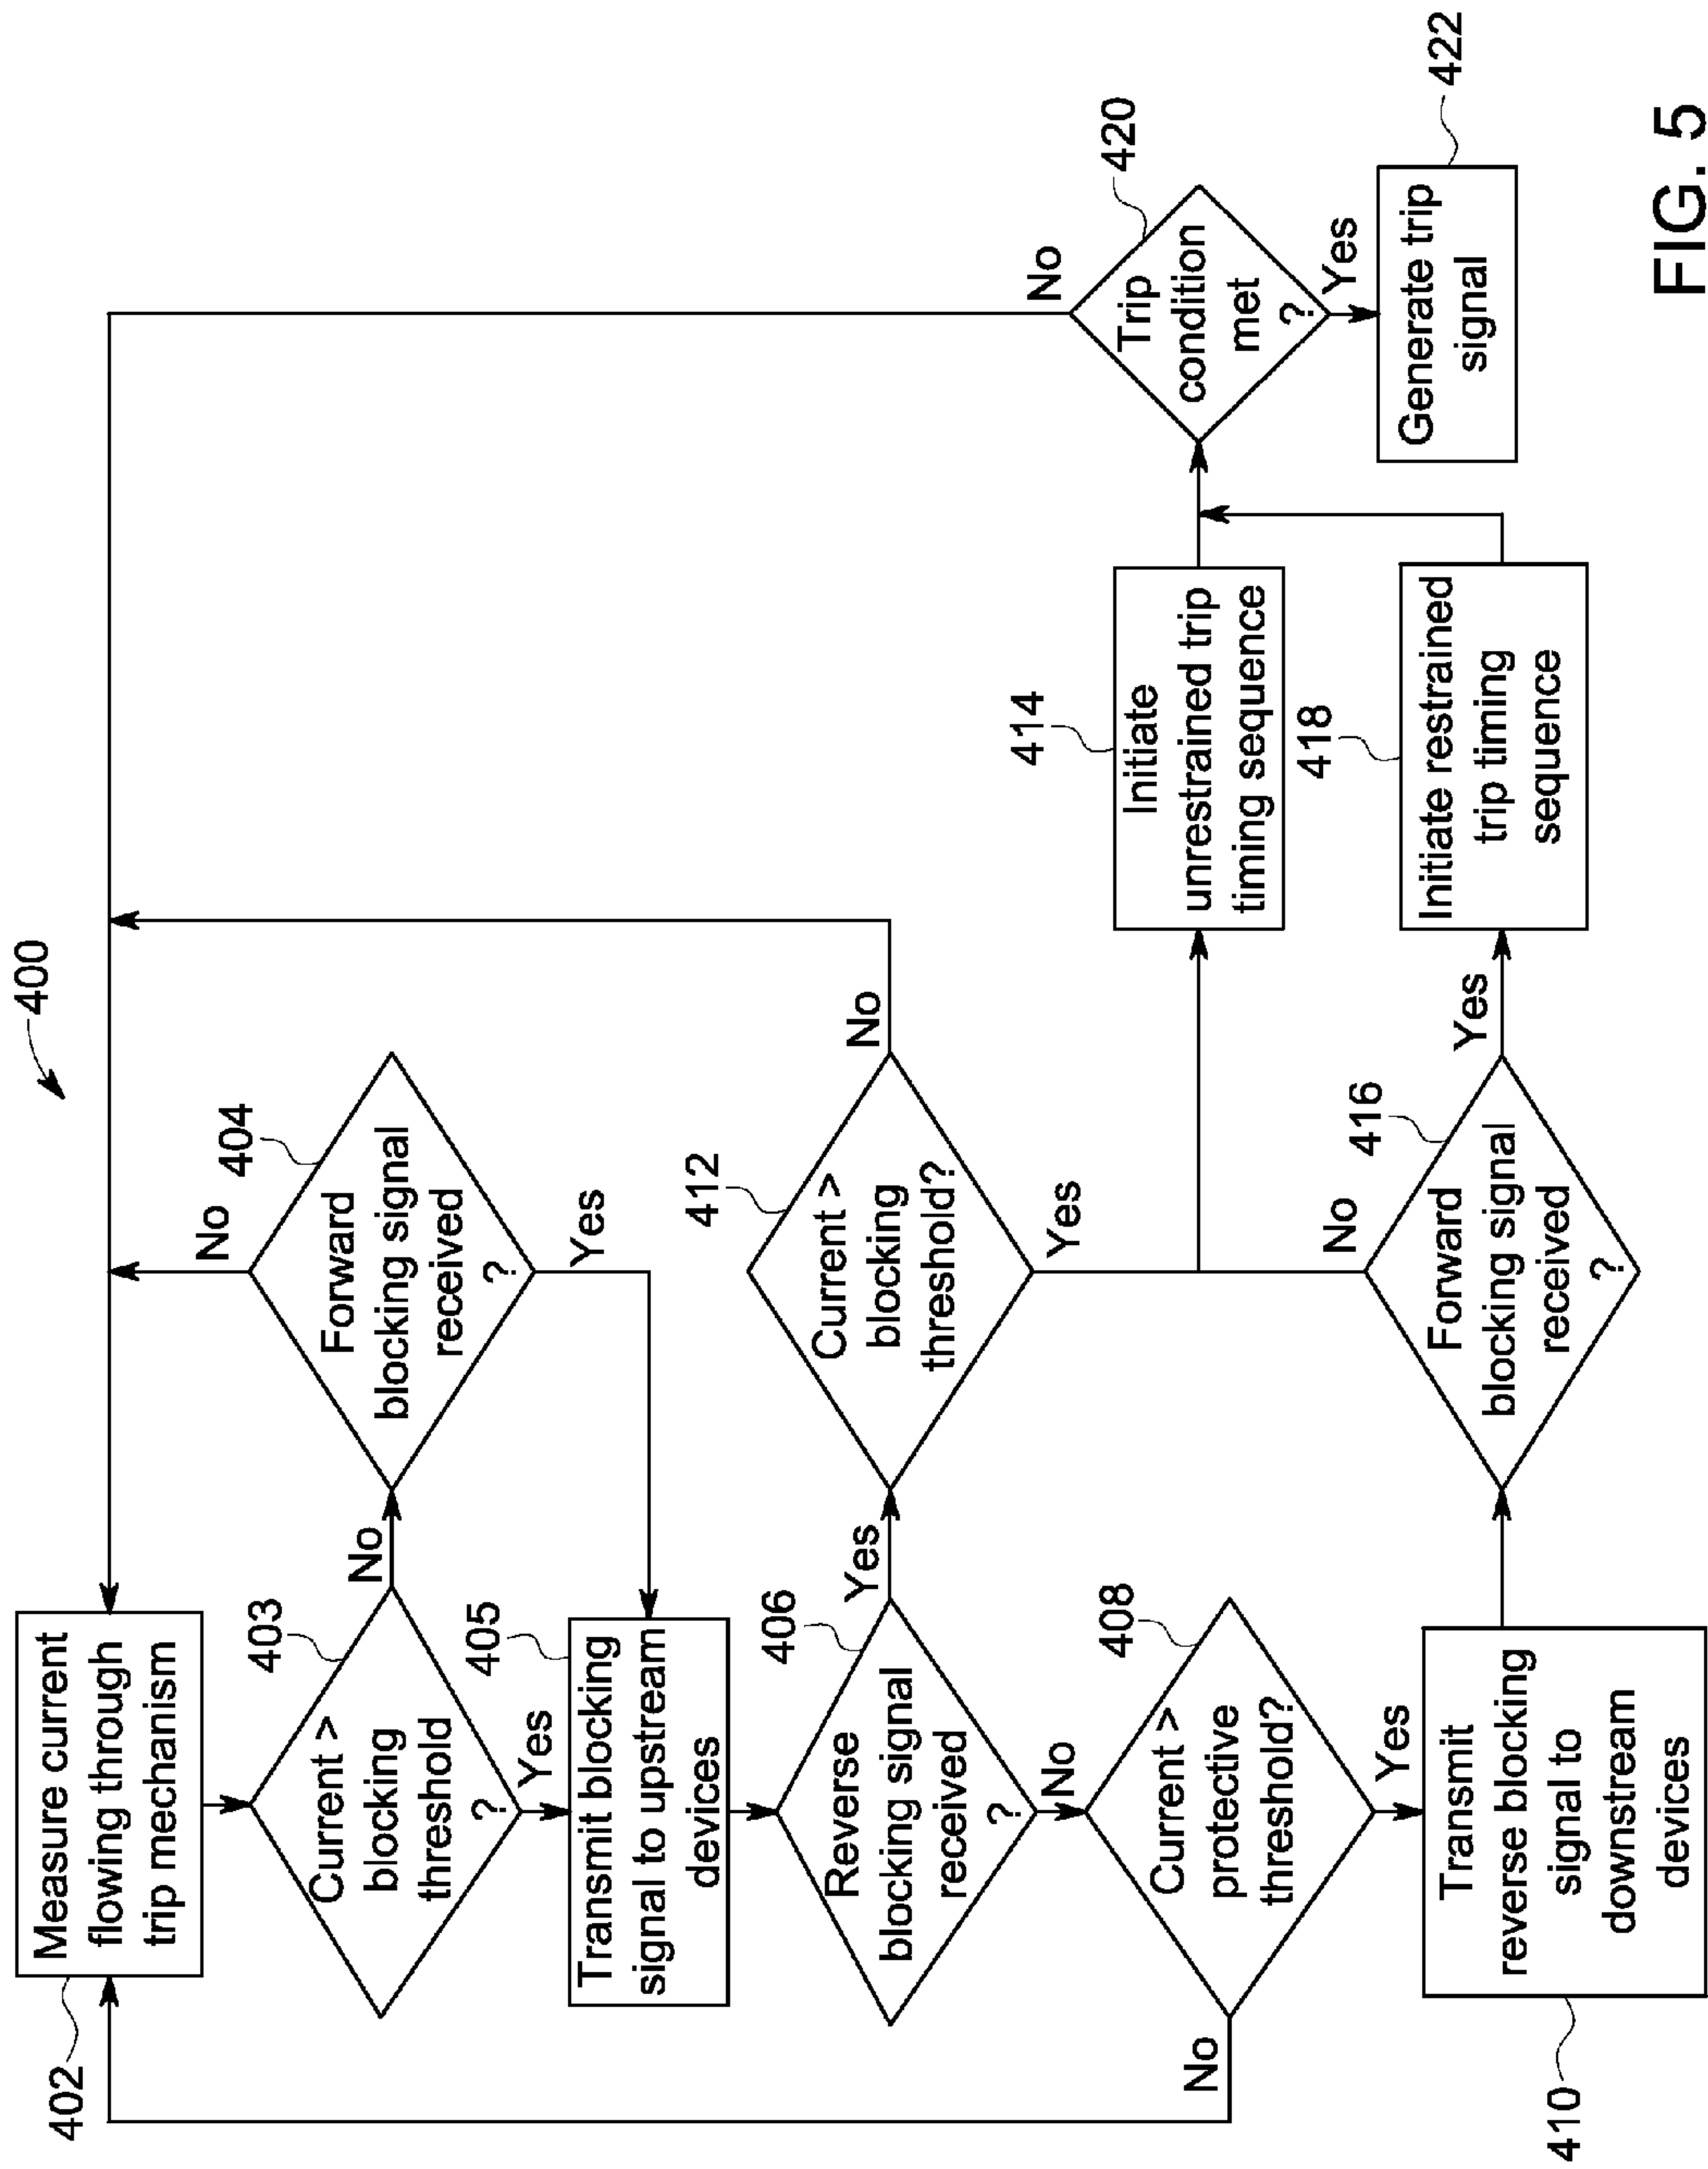 400
402
Measure current
flowing through
trip mechanism
403
Current >
blocking
threshold
?
No
Yes
404
Forward
blocking signal
received
?
No
Yes
405
Transmit blocking
signal to upstream
devices
406
Reverse
blocking signal
received
?
Yes
No
412
Current >
blocking
threshold?
No
Yes
408
Current >
protective
threshold?
No
Yes
410
Transmit
reverse blocking
signal to
downstream
devices
416
Forward
blocking signal
received
?
No
Yes
414
Initiate
unrestrained trip
timing sequence
418
Initiate restrained
trip timing
sequence
420
Trip
condition
met
?
No
Yes
422
Generate trip
signal
FIG. 5